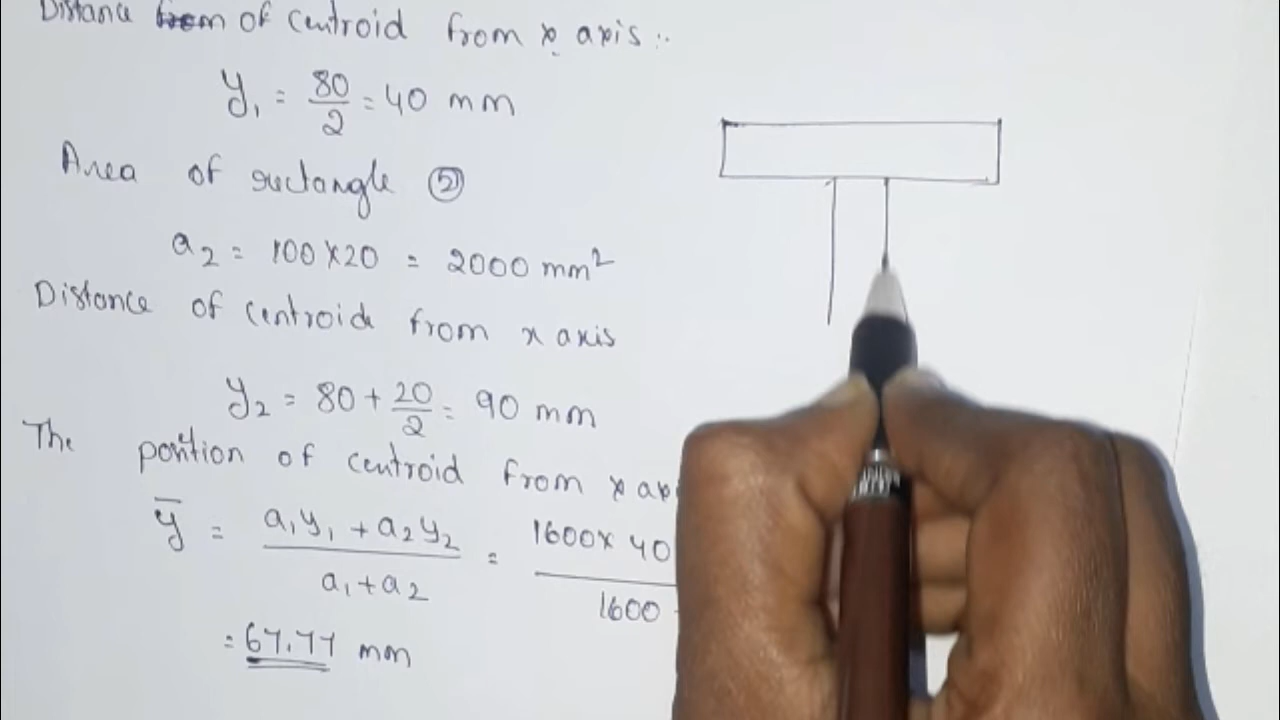 Distance of centroid from x axis :.
y₁ = 80/2 = 40 mm
Area of rectangle ②
a₂ = 100 × 20 = 2000 mm²
Distance of centroid from x axis
y₂ = 80 + 20/2 = 90 mm
The position of centroid from x ax
ȳ = a₁y₁ + a₂y₂ / a₁ + a₂ = 1600 × 40 / 1600
= 67.77 mm